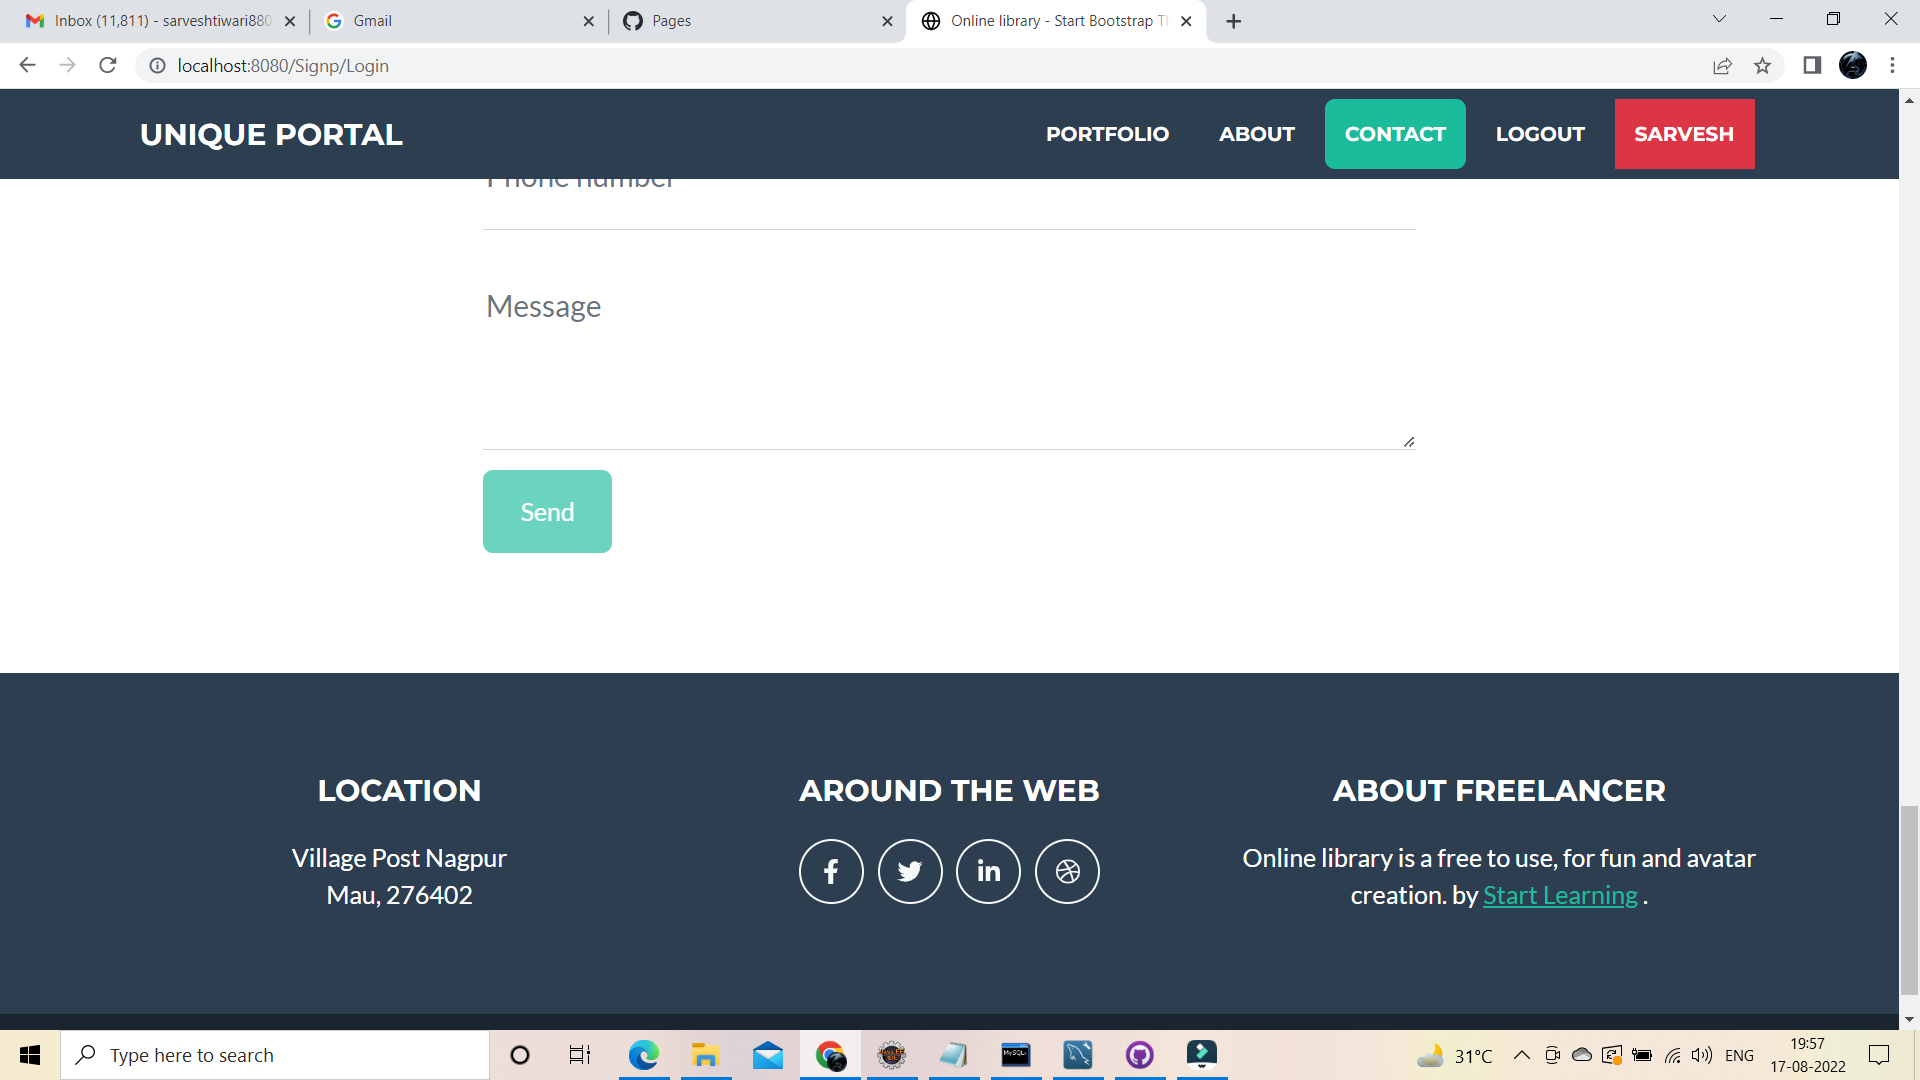 Inbox (11,811) - sarveshtiwari880
Gmail
Pages
Online library - Start Bootstrap Th
localhost:8080/Signp/Login
UNIQUE PORTAL
PORTFOLIO
ABOUT
CONTACT
LOGOUT
SARVESH
Phone number
Message
Send
LOCATION
Village Post Nagpur
Mau, 276402
AROUND THE WEB
ABOUT FREELANCER
Online library is a free to use, for fun and avatar
creation. by Start Learning .
Type here to search
31°C
ENG
19:57
17-08-2022